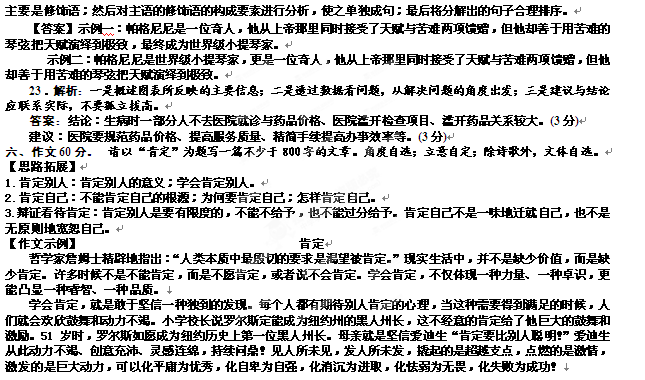 主要是修饰语；然后对主语的修饰语的构成要素进行分析，使之单独成句；最后将分解出的句子合理排序。
【答案】示例一：帕格尼尼是一位奇人，他从上帝那里同时接受了天赋与苦难两项馈赠，但他却善于用苦难的
琴弦把天赋演绎到极致，最终成为世界级小提琴家。
示例二：帕格尼尼是世界级小提琴家，更是一位奇人，他从上帝那里同时接受了天赋与苦难两项馈赠，但他
却善于用苦难的琴弦把天赋演绎到极致。
23．解析：一是概述图表所反映的主要信息；二是透过数据看问题，从解决问题的角度出发；三是建议与结论
应联系实际，不要孤立拔高。
答案：结论：生病时一部分人不去医院就诊与药品价格、医院滥开检查项目、滥开药品关系较大。(3分)
建议：医院要规范药品价格、提高服务质量、精简手续提高办事效率等。(3分)
六、作文60分。 请以“肯定”为题写一篇不少于800字的文章。角度自选；立意自定；除诗歌外，文体自选。
【思路拓展】
1.肯定别人：肯定别人的意义；学会肯定别人。
2.肯定自己：不能肯定自己的根源；为何要肯定自己；怎样肯定自己。
3.辩证看待肯定：肯定别人是要有限度的，不能不给予，也不能过分给予。肯定自己不是一味地迁就自己，也不是
无原则地宽恕自己。
【作文示例】 肯定
哲学家詹姆士精辟地指出：“人类本质中最殷切的要求是渴望被肯定。”现实生活中，并不是缺少价值，而是缺
少肯定。许多时候不是不能肯定，而是不愿肯定，或者说不会肯定。学会肯定，不仅体现一种力量、一种卓识，更
能凸显一种睿智、一种品质。
学会肯定，就是敢于坚信一种独到的发现。每个人都有期待别人肯定的心理，当这种需要得到满足的时候，人
们就会欢欣鼓舞和动力不竭。小学校长说罗尔斯定能成为纽约州的黑人州长，这不经意的肯定给了他巨大的鼓舞和
激励。51 岁时，罗尔斯如愿成为纽约历史上第一位黑人州长。母亲就是坚信爱迪生“肯定要比别人聪明!”爱迪生
从此动力不竭、创意充沛、灵感连绵，持续问鼎！见人所未见，发人所未发，撬起的是超越支点，点燃的是激情，
激发的是巨大动力，可以化平庸为优秀，化自卑为自强，化消沉为进取，化怯弱为无畏，化失败为成功！